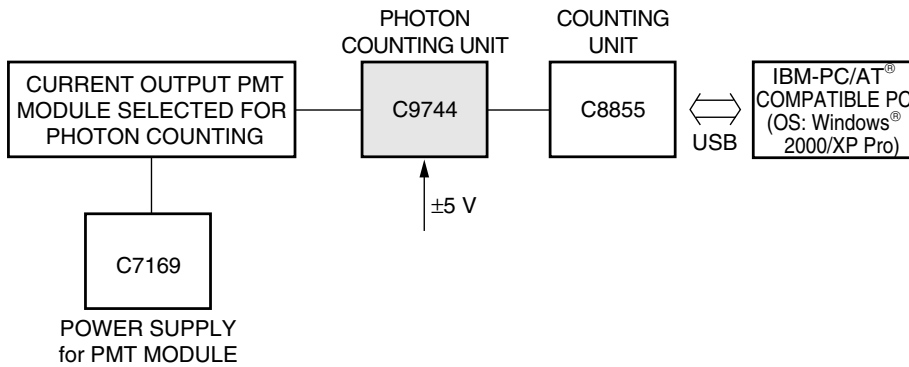 PHOTON
COUNTING UNIT
COUNTING
UNIT
CURRENT OUTPUT PMT
MODULE SELECTED FOR
PHOTON COUNTING
C9744
C8855
USB
IBM-PC/AT®
COMPATIBLE PC
(OS: Windows®
2000/XP Pro)
±5 V
C7169
POWER SUPPLY
for PMT MODULE